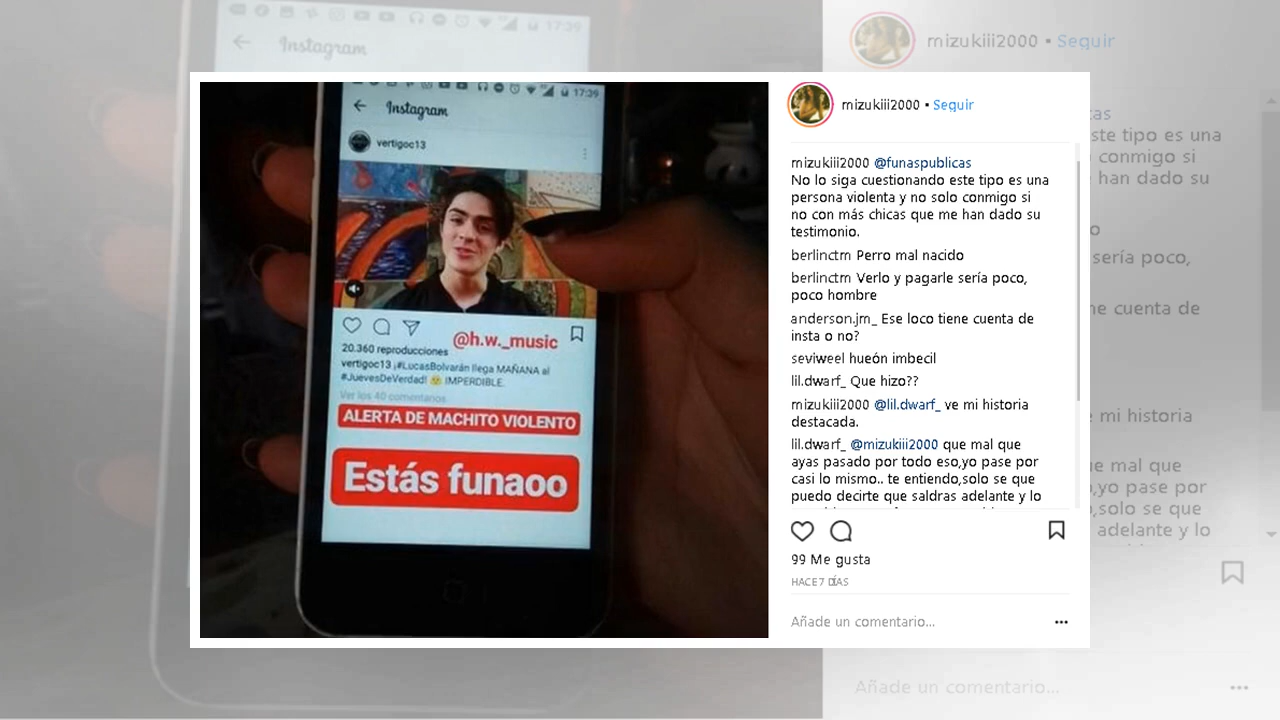 Instagram
17:39
mizukiii2000 • Seguir
17:39
Instagram
vertigoc13
@h.w._music
20.360 reproducciones
vertigoc13 ¡#LucasBolvarán llega MAÑANA al
#JuevesDeVerdad! IMPERDIBLE.
Ver los 40 comentarios
ALERTA DE MACHITO VIOLENTO
Estás funaoo
mizukiii2000 • Seguir
mizukiii2000 @funaspublicas
No lo siga cuestionando este tipo es una
persona violenta y no solo conmigo si
no con más chicas que me han dado su
testimonio.
berlinctm Perro mal nacido
berlinctm Verlo y pagarle sería poco,
poco hombre
anderson.jm_ Ese loco tiene cuenta de
insta o no?
seviweel hueón imbecil
lil.dwarf_ Que hizo??
mizukiii2000 @lil.dwarf_ ve mi historia
destacada.
lil.dwarf_ @mizukiii2000 que mal que
ayas pasado por todo eso,yo pase por
casi lo mismo.. te entiendo,solo se que
puedo decirte que saldras adelante y lo
99 Me gusta
HACE 7 DÍAS
Añade un comentario...
cas
ste tipo es una
conmigo si
han dado su
o
sería poco,
ne cuenta de
e mi historia
ue mal que
,yo pase por
,solo se que
adelante y lo
Añade un comentario...